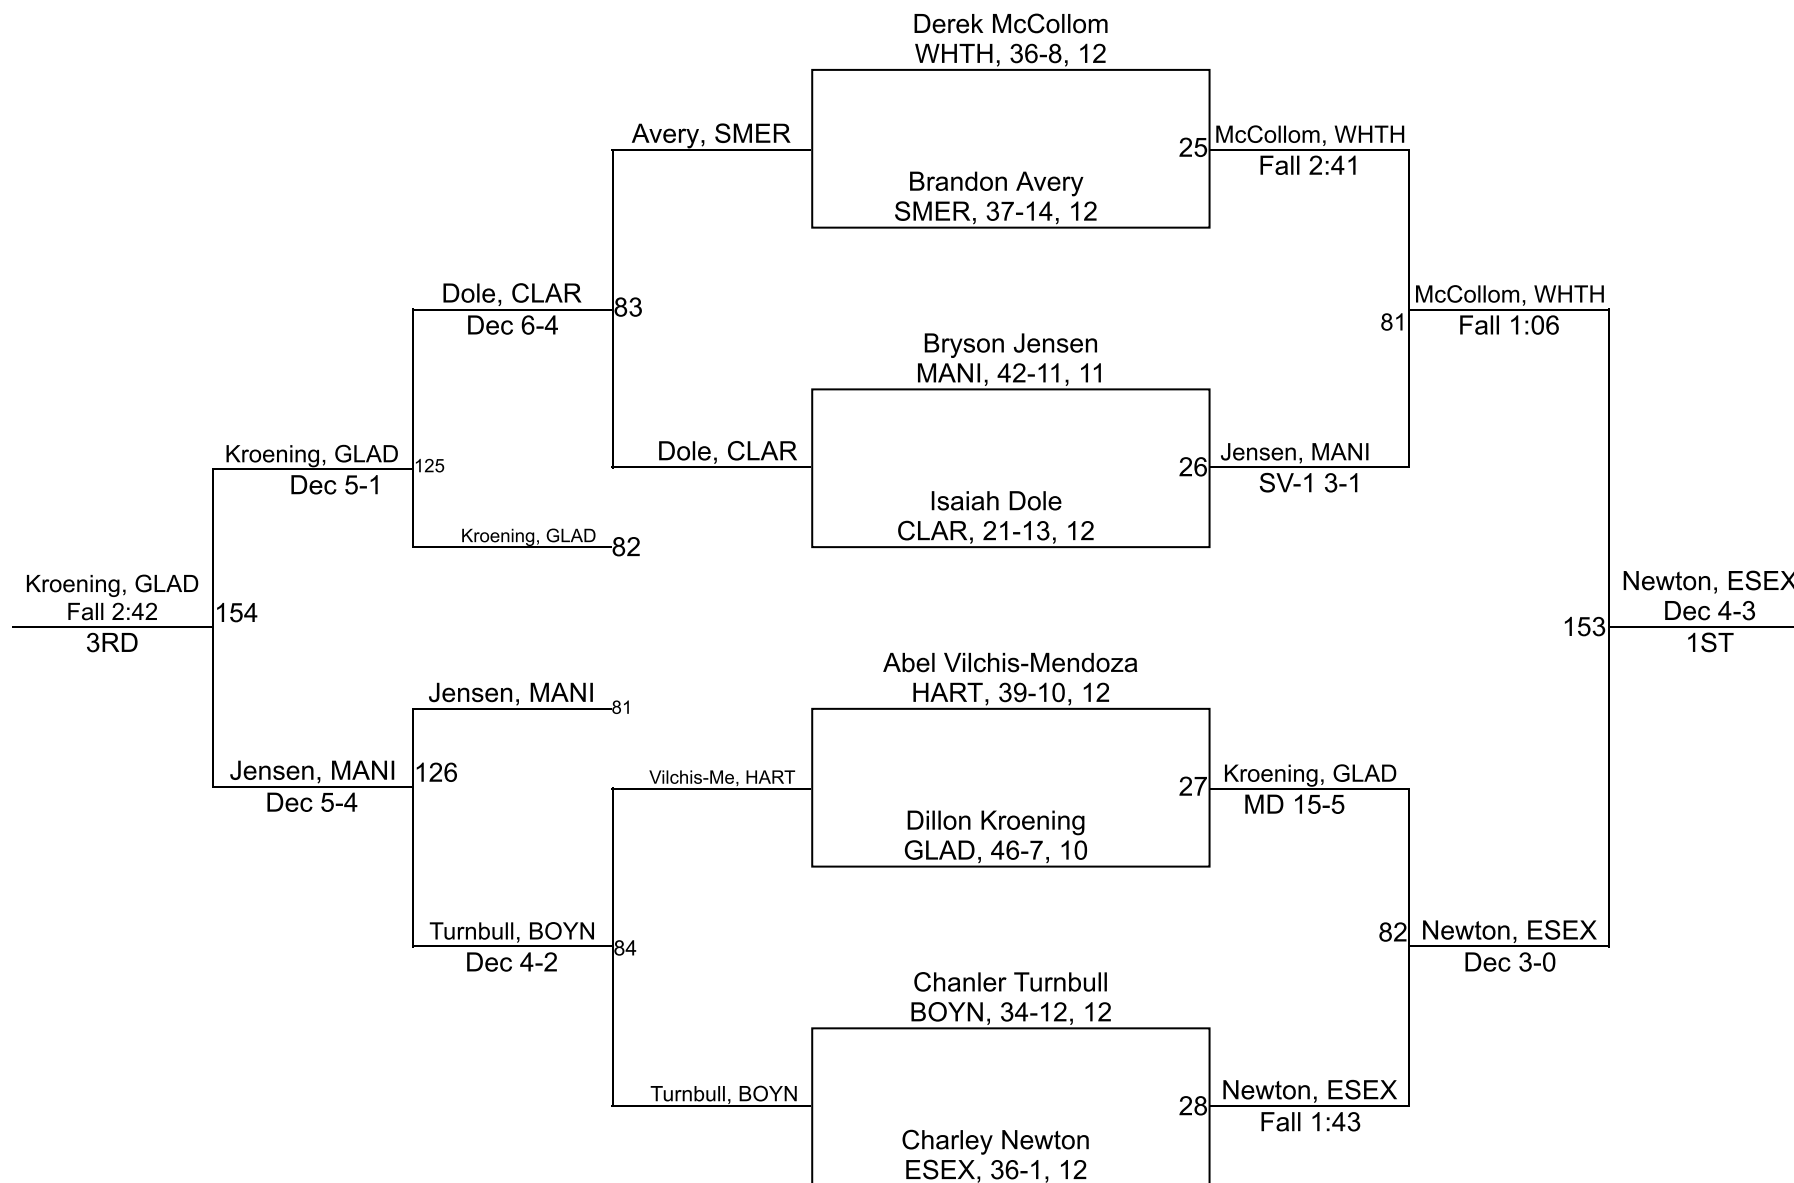 Derek McCollom
WHTH, 36-8, 12
Avery, SMER
25
McCollom, WHTH
Fall 2:41
Brandon Avery
SMER, 37-14, 12
Dole, CLAR
Dec 6-4
83
McCollom, WHTH
Fall 1:06
81
Bryson Jensen
MANI, 42-11, 11
Kroening, GLAD
Dec 5-1
125
Dole, CLAR
26
Jensen, MANI
SV-1 3-1
Isaiah Dole
CLAR, 21-13, 12
Kroening, GLAD
82
Kroening, GLAD
Fall 2:42
3RD
154
153
Newton, ESEX
Dec 4-3
1ST
Abel Vilchis-Mendoza
HART, 39-10, 12
Jensen, MANI
81
Jensen, MANI
Dec 5-4
126
Vilchis-Me, HART
27
Kroening, GLAD
MD 15-5
Dillon Kroening
GLAD, 46-7, 10
Turnbull, BOYN
Dec 4-2
84
82
Newton, ESEX
Dec 3-0
Chanler Turnbull
BOYN, 34-12, 12
Turnbull, BOYN
28
Newton, ESEX
Fall 1:43
Charley Newton
ESEX, 36-1, 12